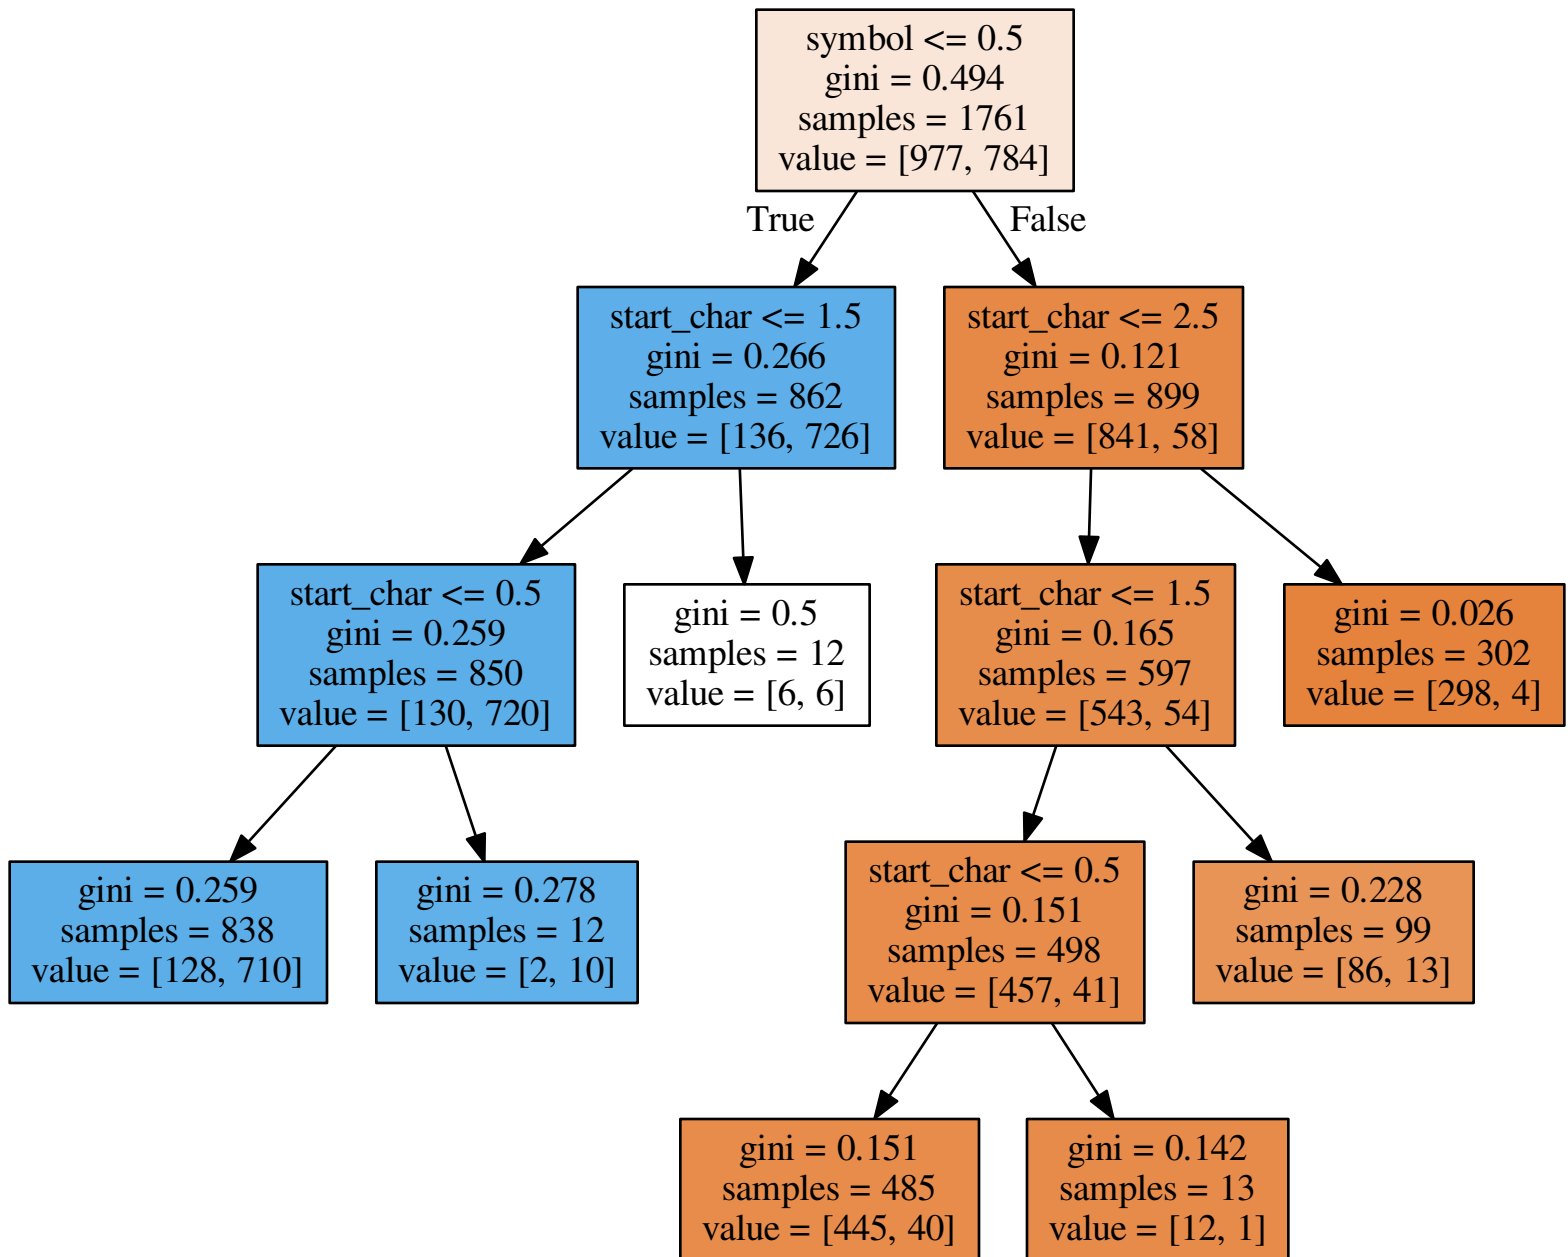 symbol <= 0.5
gini = 0.494
samples = 1761
value = [977, 784]
True
False
start_char <= 1.5
gini = 0.266
samples = 862
value = [136, 726]
start_char <= 2.5
gini = 0.121
samples = 899
value = [841, 58]
start_char <= 0.5
gini = 0.259
samples = 850
value = [130, 720]
gini = 0.5
samples = 12
value = [6, 6]
start_char <= 1.5
gini = 0.165
samples = 597
value = [543, 54]
gini = 0.026
samples = 302
value = [298, 4]
gini = 0.259
samples = 838
value = [128, 710]
gini = 0.278
samples = 12
value = [2, 10]
start_char <= 0.5
gini = 0.151
samples = 498
value = [457, 41]
gini = 0.228
samples = 99
value = [86, 13]
gini = 0.151
samples = 485
value = [445, 40]
gini = 0.142
samples = 13
value = [12, 1]